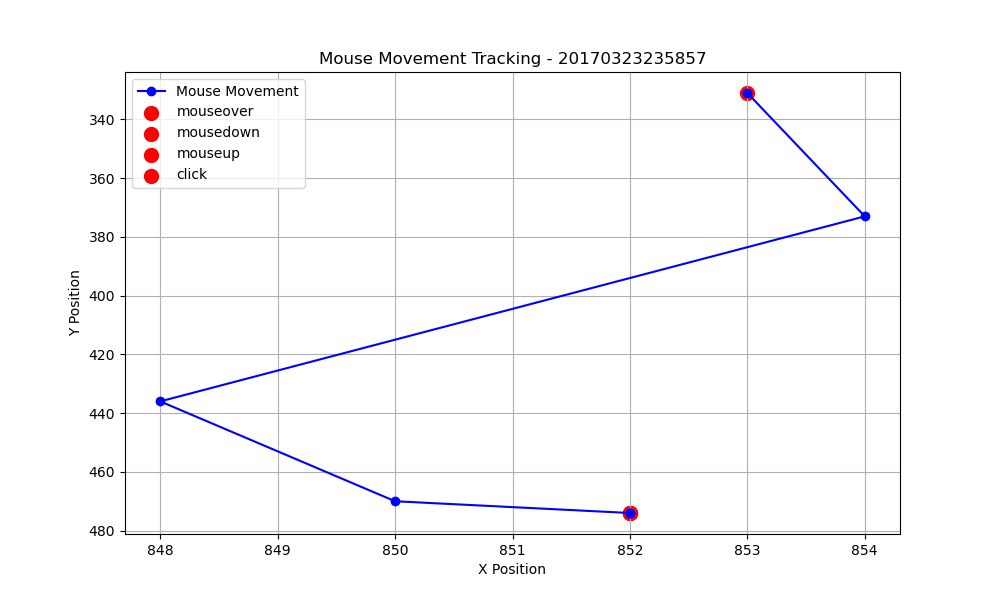 Mouse Movement Tracking - 20170323235857
Mouse Movement
mouseover
mousedown
mouseup
click
340
360
380
400
420
440
460
480
Y Position
848 849 850 851 852 853 854
X Position